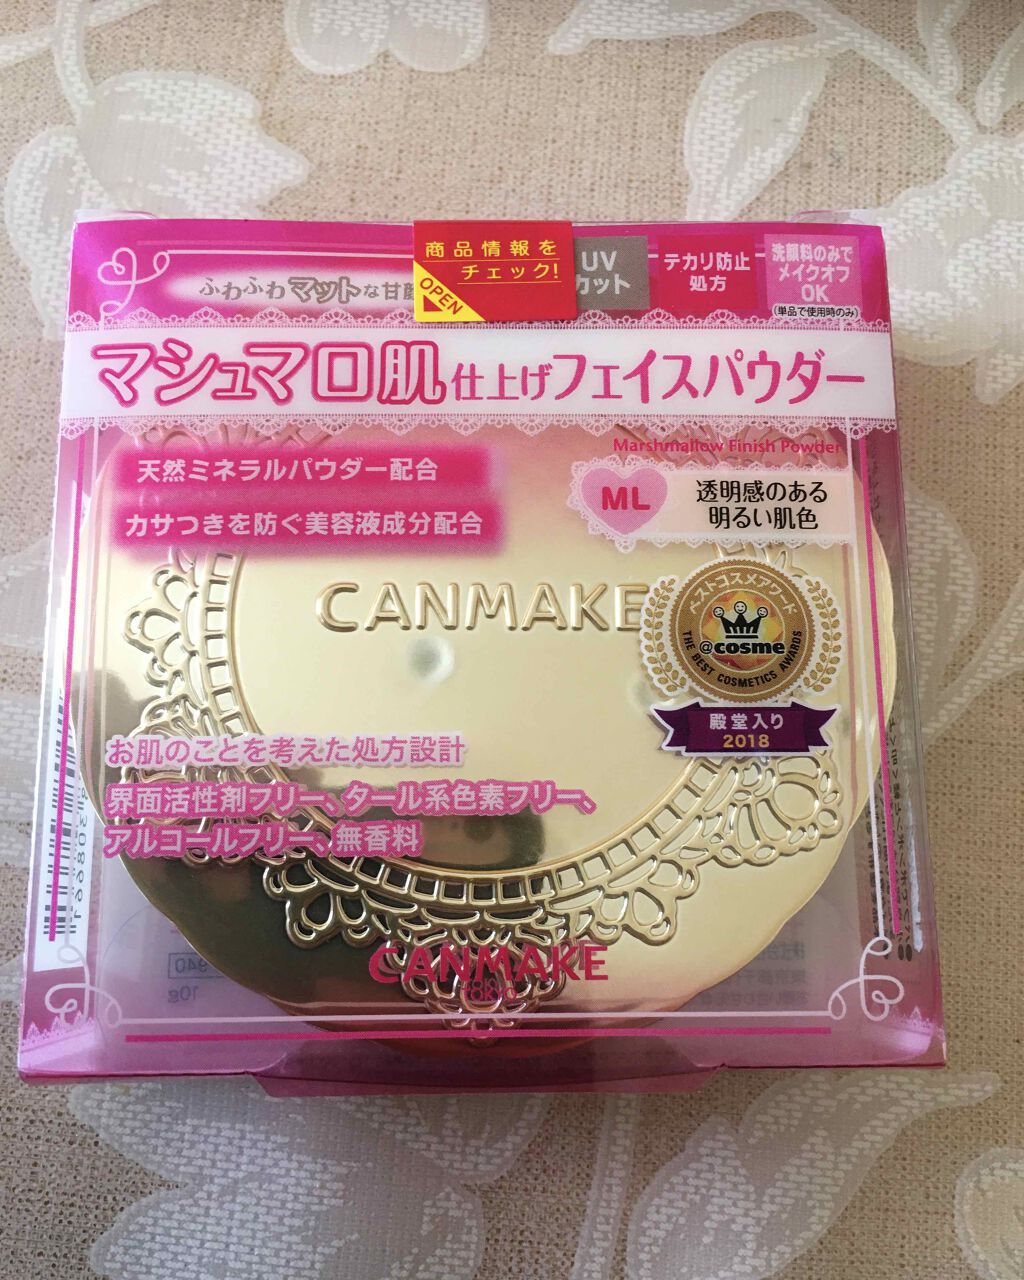 商品情報を
チェック!
OPEN
ふわふわマットな甘
UV
カット
テカリ防止
処方
洗顔料のみで
メイクオフ
OK
(単品で使用時のみ)
マシュマロ肌仕上げフェイスパウダー
Marshmallow Finish Powder
天然ミネラルパウダー配合
カサつきを防ぐ美容液成分配合
ML
透明感のある
明るい肌色
CANMAKE
ベストコスメアワード
@cosme
THE BEST COSMETICS AWARDS
殿堂入り
2018
お肌のことを考えた処方設計
界面活性剤フリー、タール系色素フリー、
アルコールフリー、無香料
CANMAKE
TOKYO
940
10g